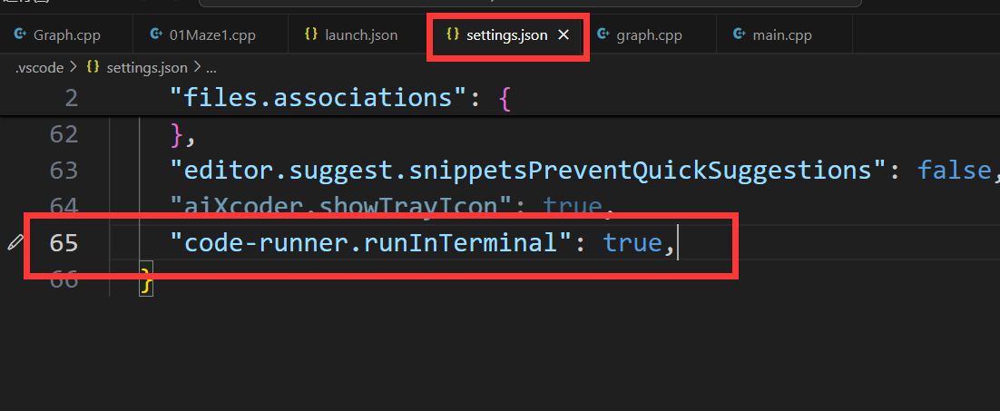 Graph.cpp 01Maze1.cpp {} launch.json {} settings.json × graph.cpp main.cpp
.vscode > {} settings.json > ...
2 "files.associations": {
62 },
63 "editor.suggest.snippetsPreventQuickSuggestions": false,
64 "aiXcoder.showTrayIcon": true,
65 "code-runner.runInTerminal": true,
66 }